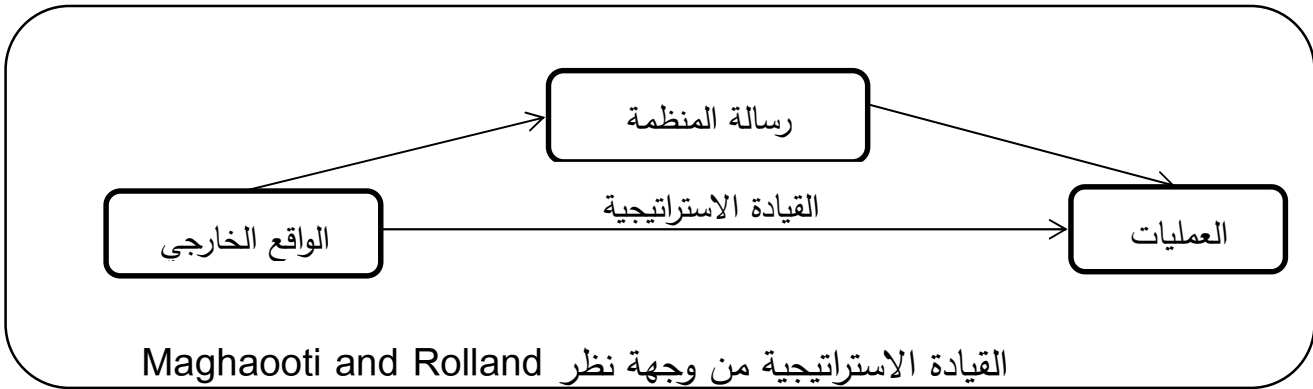 رسالة المنظمة
القيادة الاستراتيجية
الواقع الخارجي
العمليات
القيادة الاستراتيجية من وجهة نظر Maghaooti and Rolland